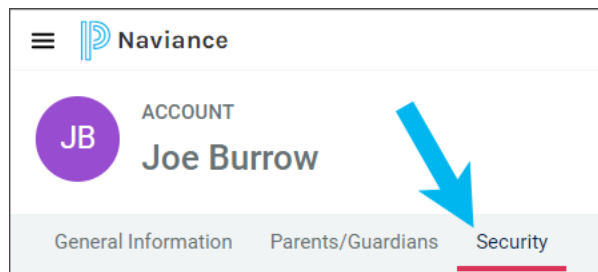 Naviance
JB
ACCOUNT
Joe Burrow
General Information Parents/Guardians Security